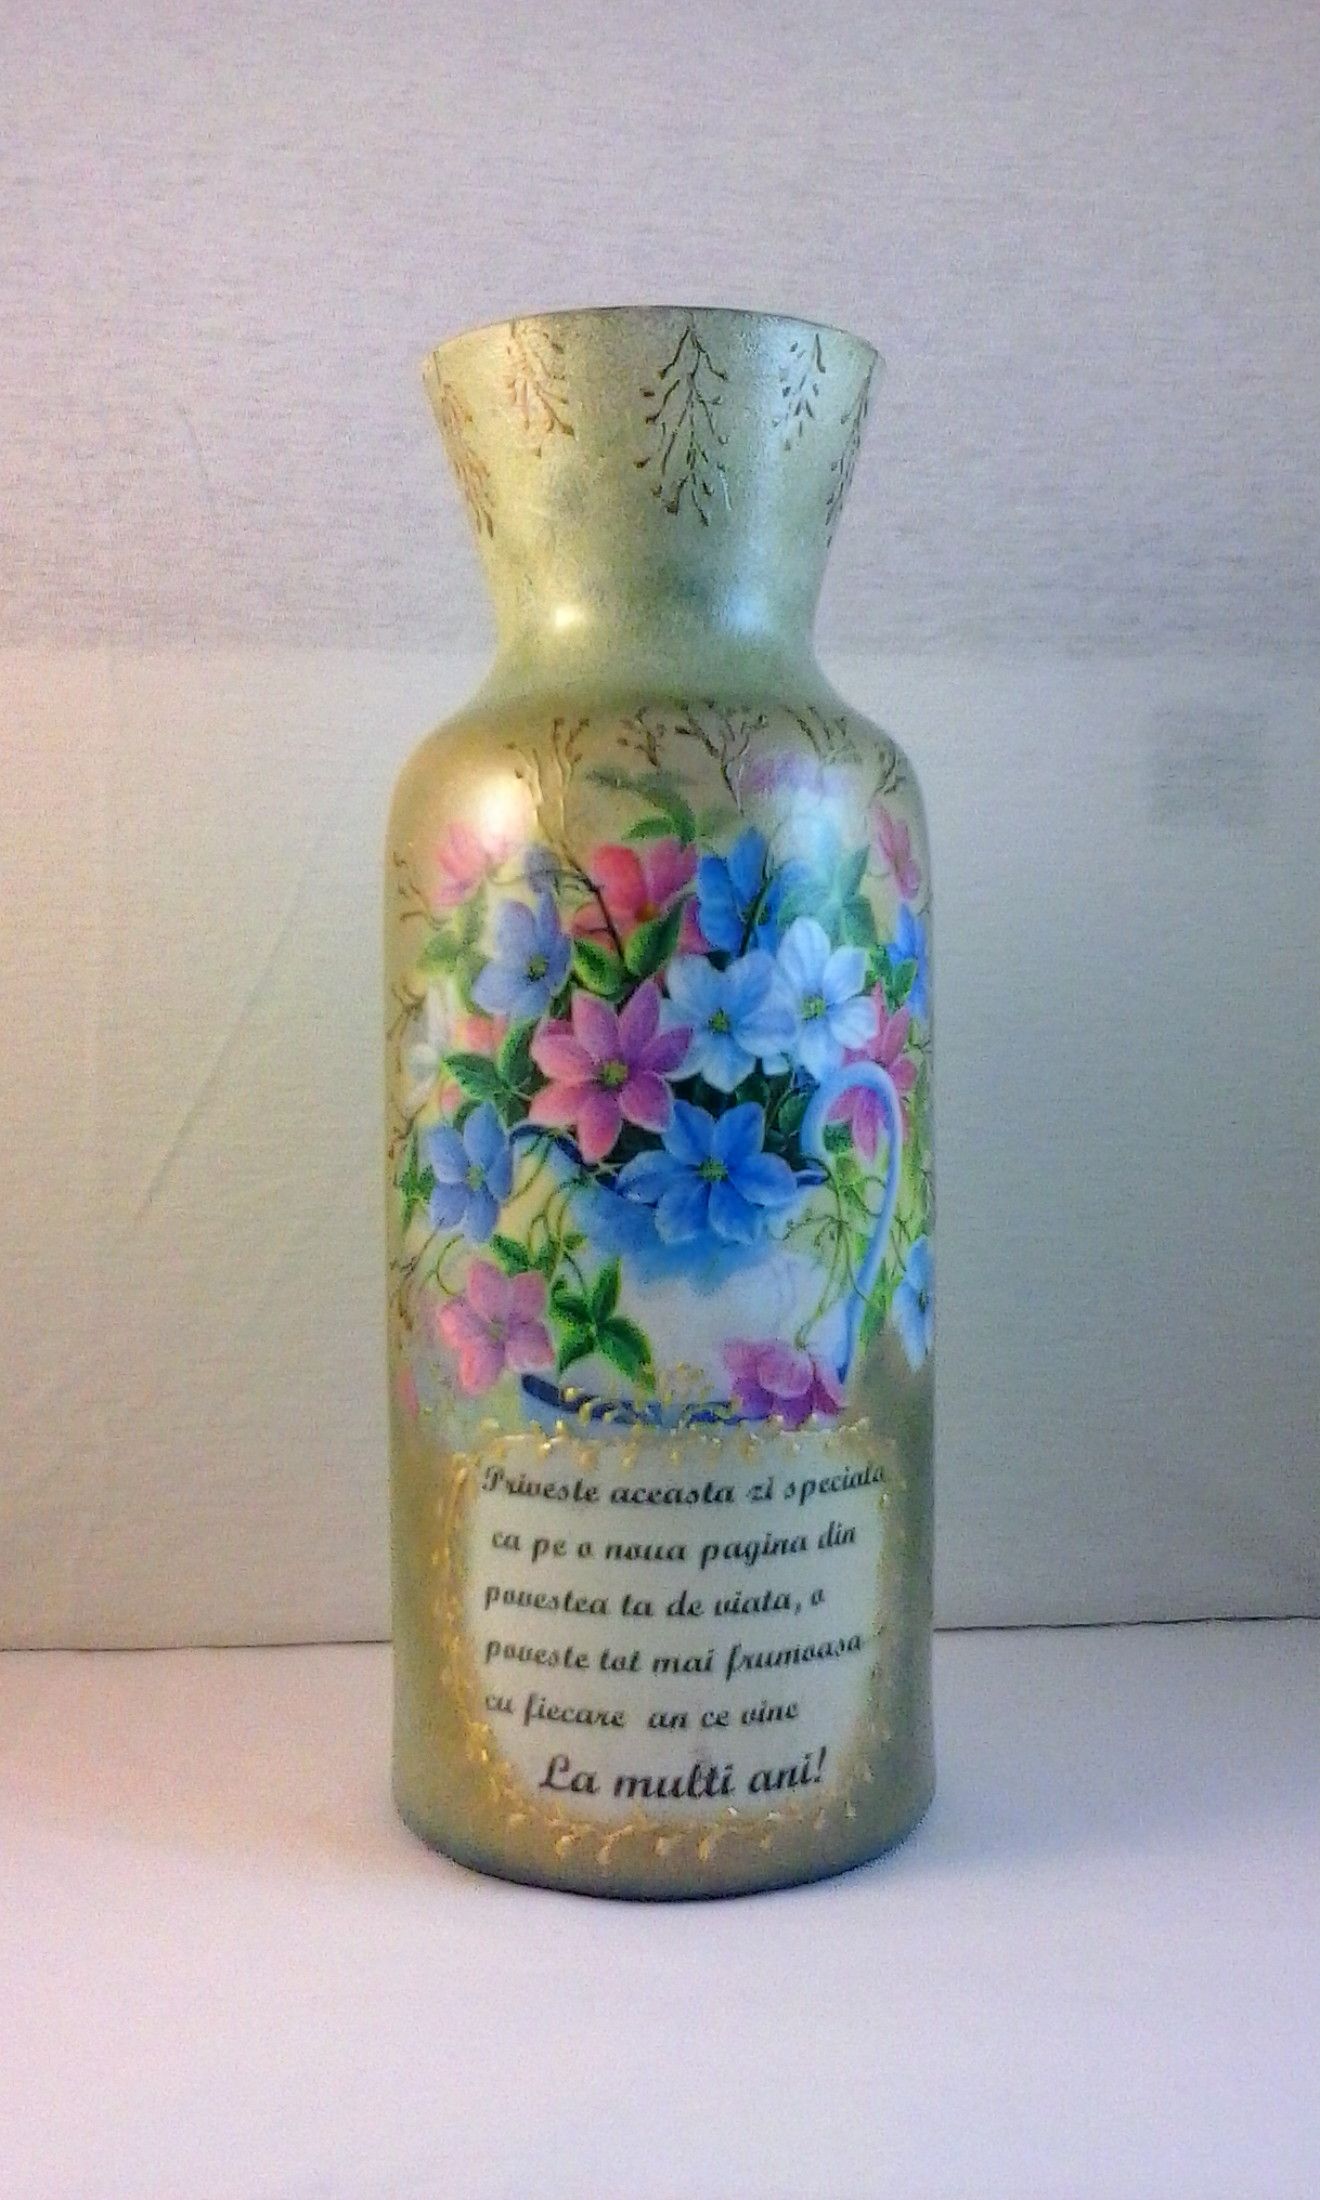 Priveste aceasta zi speciala
ca pe o noua pagina din
povestea ta de viata, o
poveste tot mai frumoasa
cu fiecare an ce vine
La multi ani!